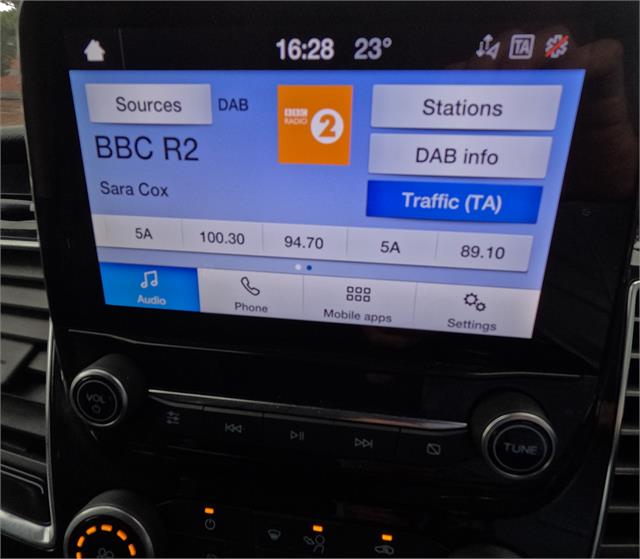 16:28 23°
TA
Sources DAB
BBC
RADIO 2
Stations
BBC R2
DAB info
Sara Cox
Traffic (TA)
5A 100.30 94.70 5A 89.10
Audio Phone Mobile apps Settings
VOL
TUNE